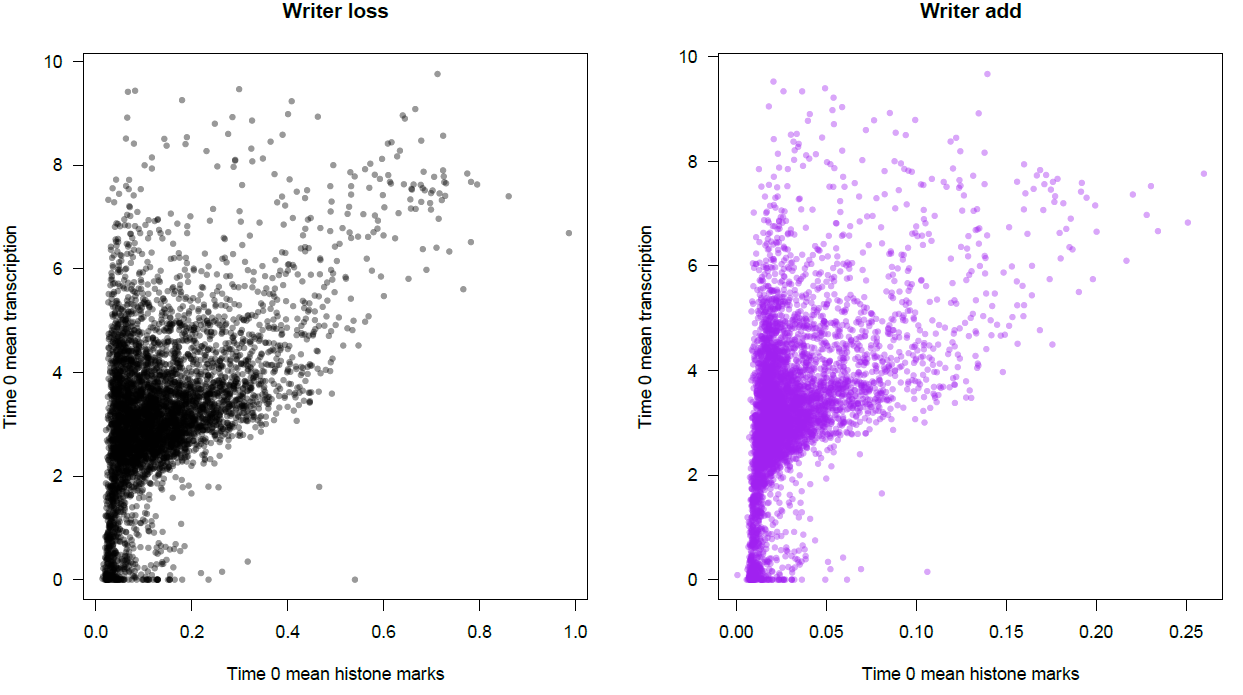 Writer loss
Time 0 mean transcription
10
8
6
4
2
0
0.0 0.2 0.4 0.6 0.8 1.0
Time 0 mean histone marks
Writer add
Time 0 mean transcription
10
8
6
4
2
0
0.00 0.05 0.10 0.15 0.20 0.25
Time 0 mean histone marks